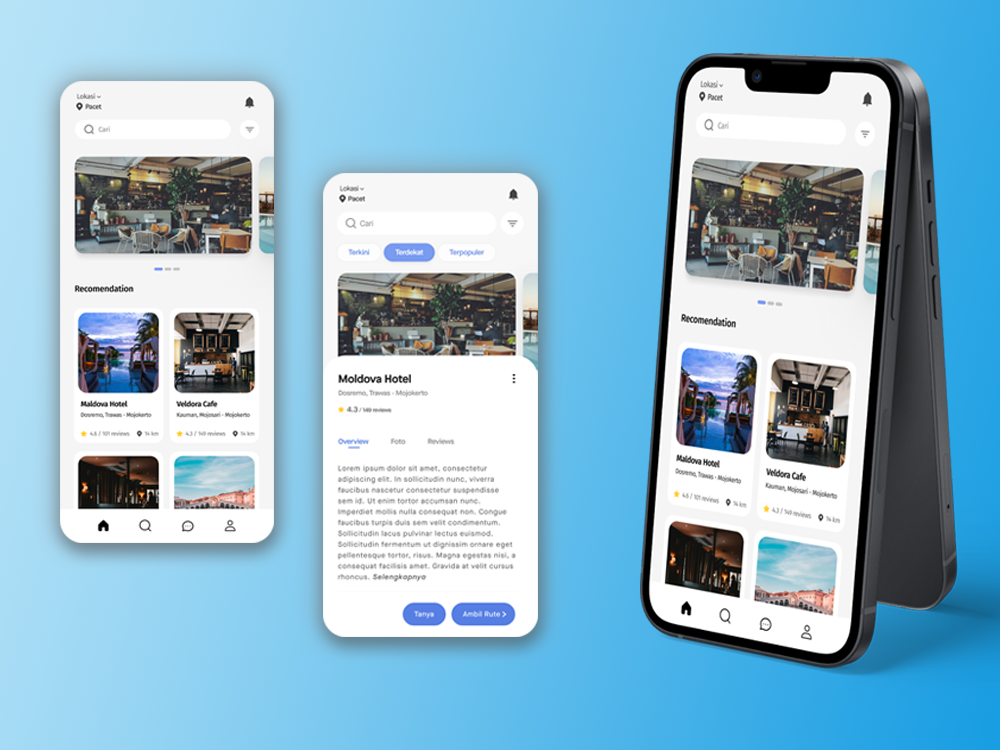 Lokasi
Pacet
Cari
Recomendation
Maldova Hotel
Dosremo, Trawas - Mojokerto
4.6 / 101 reviews
14 km
Veldora Cafe
Kauman, Mojosari - Mojokerto
4.3 / 149 reviews
14 km
Lokasi
Pacet
Cari
Terkini
Terdekat
Terpopuler
Moldova Hotel
Dosremo, Trawas - Mojokerto
4.3 / 149 reviews
Overview
Foto
Reviews
Lorem ipsum dolor sit amet, consectetur
adipiscing elit. In sollicitudin nunc, viverra
faucibus nascetur consectetur suspendisse
sem id. Ut enim tortor accumsan nunc.
Imperdiet mollis nulla consequat non. Congue
faucibus turpis duis sem velit condimentum.
Sollicitudin lacus pulvinar lectus euismod.
Sollicitudin fermentum ut dignissim ornare eget
pellentesque tortor, risus. Magna egestas nisi, a
consequat facilisis amet. Gravida at velit cursus
rhoncus. Selengkapnya
Tanya
Ambil Rute
Lokasi
Pacet
Cari
Recomendation
Maldova Hotel
Dosremo, Trawas - Mojokerto
4.6 / 101 reviews
14 km
Veldora Cafe
Kauman, Mojosari - Mojokerto
4.3 / 149 reviews
14 km